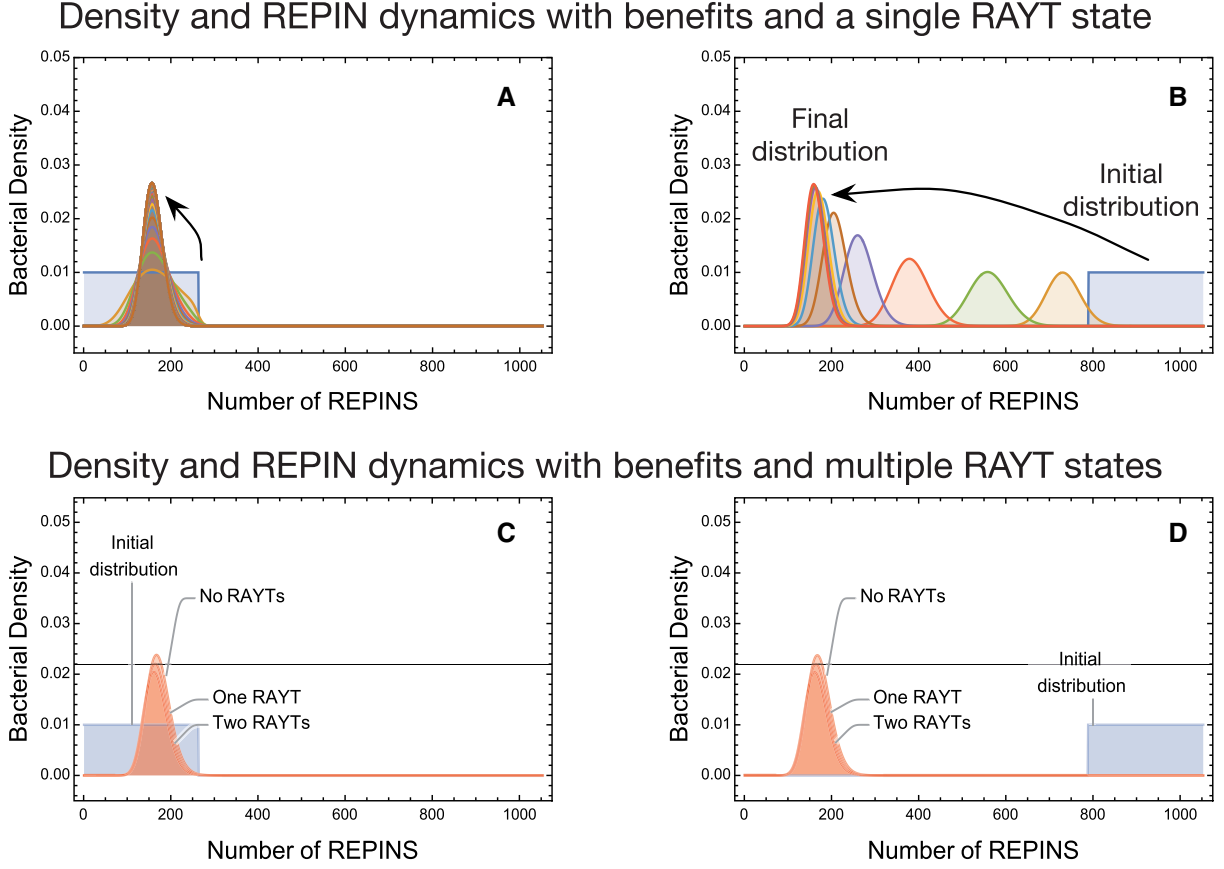 Density and REPIN dynamics with benefits and a single RAYT state
A
Bacterial Density
0.05
0.04
0.03
0.02
0.01
0.00
0 200 400 600 800 1000
Number of REPINS
B
Final
distribution
Initial
distribution
Bacterial Density
0.05
0.04
0.03
0.02
0.01
0.00
0 200 400 600 800 1000
Number of REPINS
Density and REPIN dynamics with benefits and multiple RAYT states
C
Initial
distribution
No RAYTs
One RAYT
Two RAYTs
Bacterial Density
0.05
0.04
0.03
0.02
0.01
0.00
0 200 400 600 800 1000
Number of REPINS
D
No RAYTs
Initial
distribution
One RAYT
Two RAYTs
Bacterial Density
0.05
0.04
0.03
0.02
0.01
0.00
0 200 400 600 800 1000
Number of REPINS